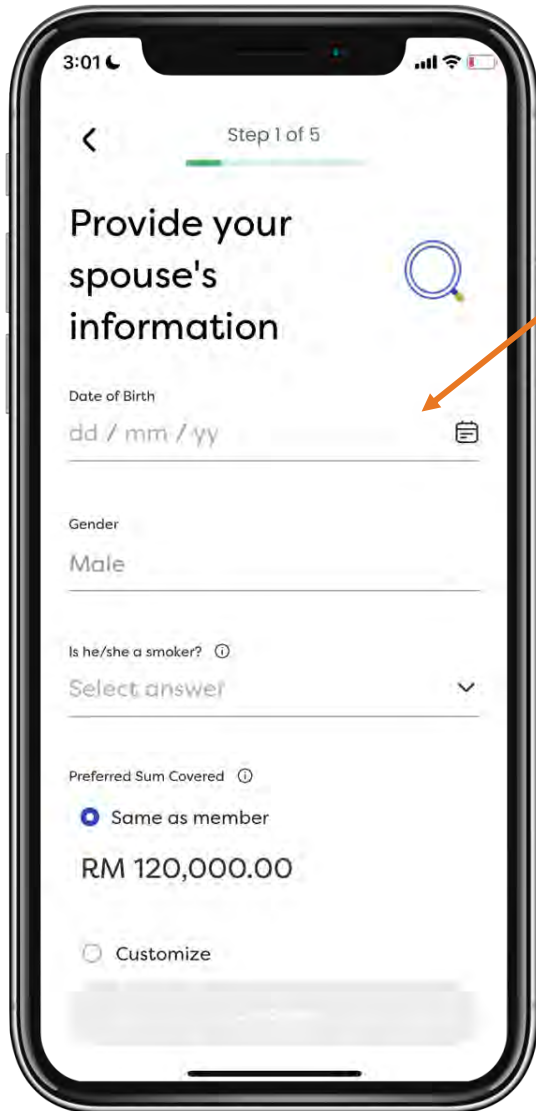 3:01
Step 1 of 5
Provide your
spouse's
information
Date of Birth
dd / mm / yy
Gender
Male
Is he/she a smoker?
Select answer
Preferred Sum Covered
Same as member
RM 120,000.00
Customize